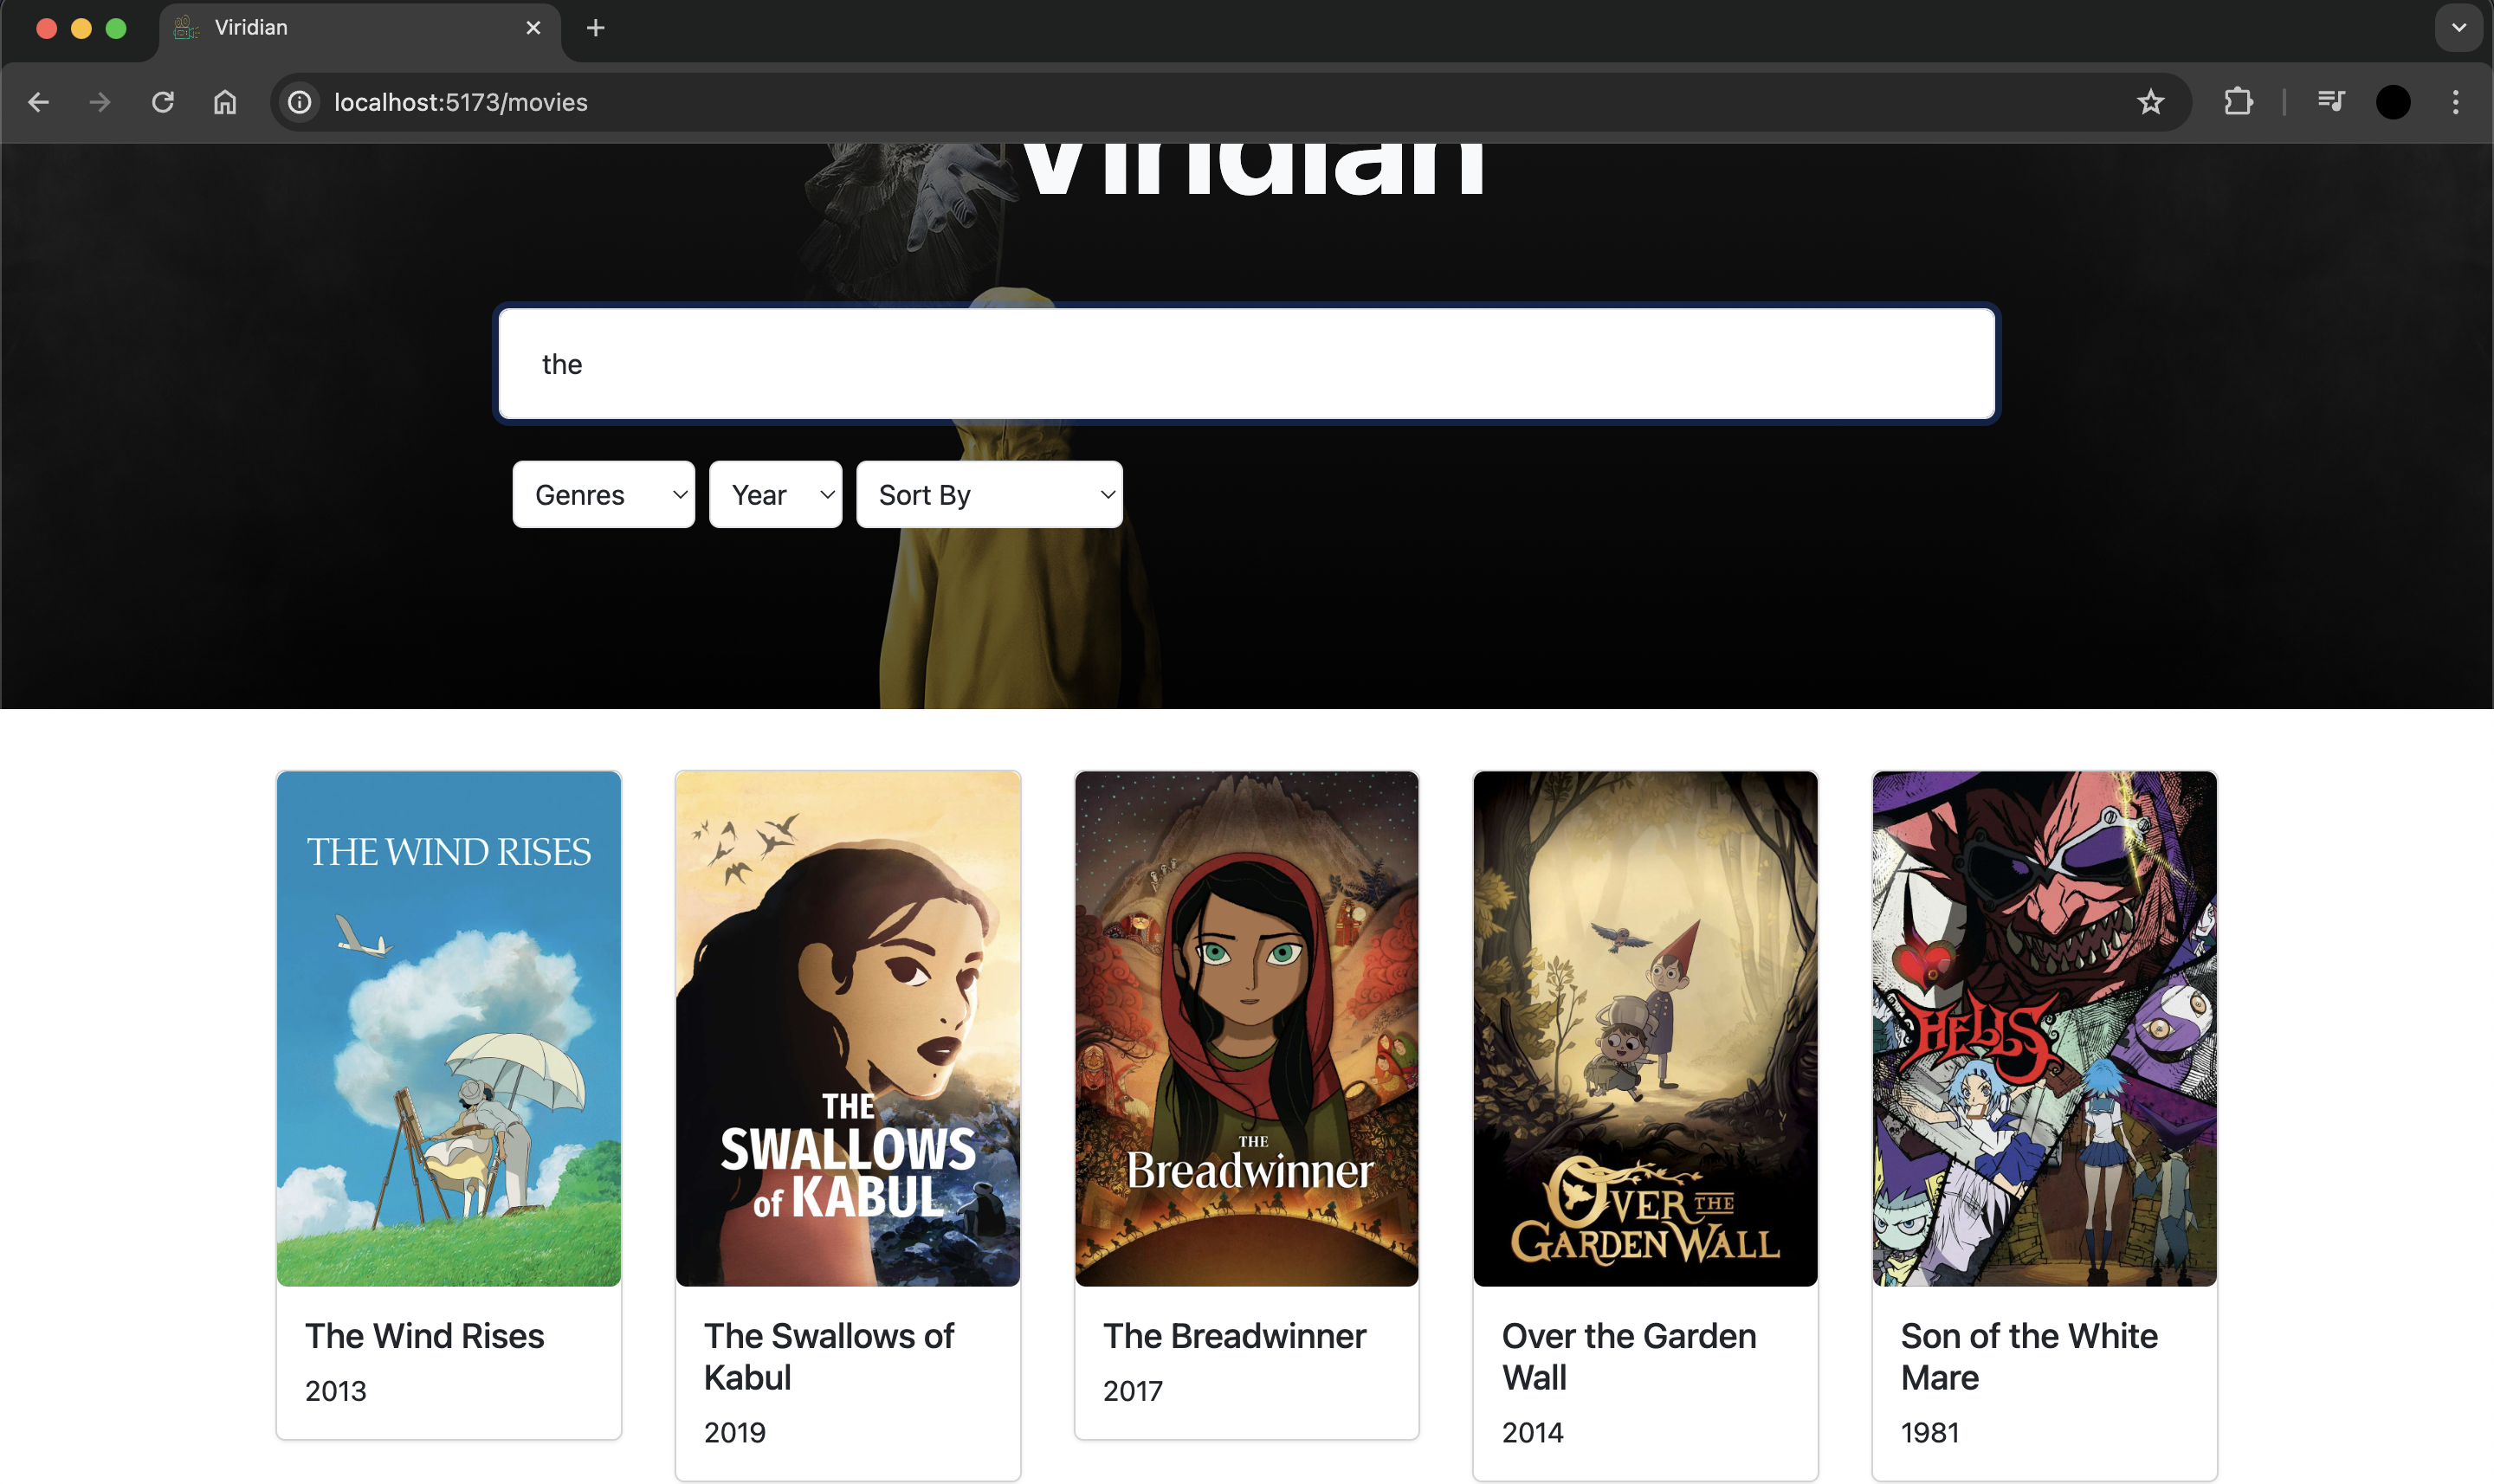 Viridian
localhost:5173/movies
Viridian
the
Genres
Year
Sort By
THE WIND RISES
THE
SWALLOWS
of KABUL
THE
Breadwinner
OVER THE
GARDEN WALL
HELLS
The Wind Rises
2013
The Swallows of
Kabul
2019
The Breadwinner
2017
Over the Garden
Wall
2014
Son of the White
Mare
1981